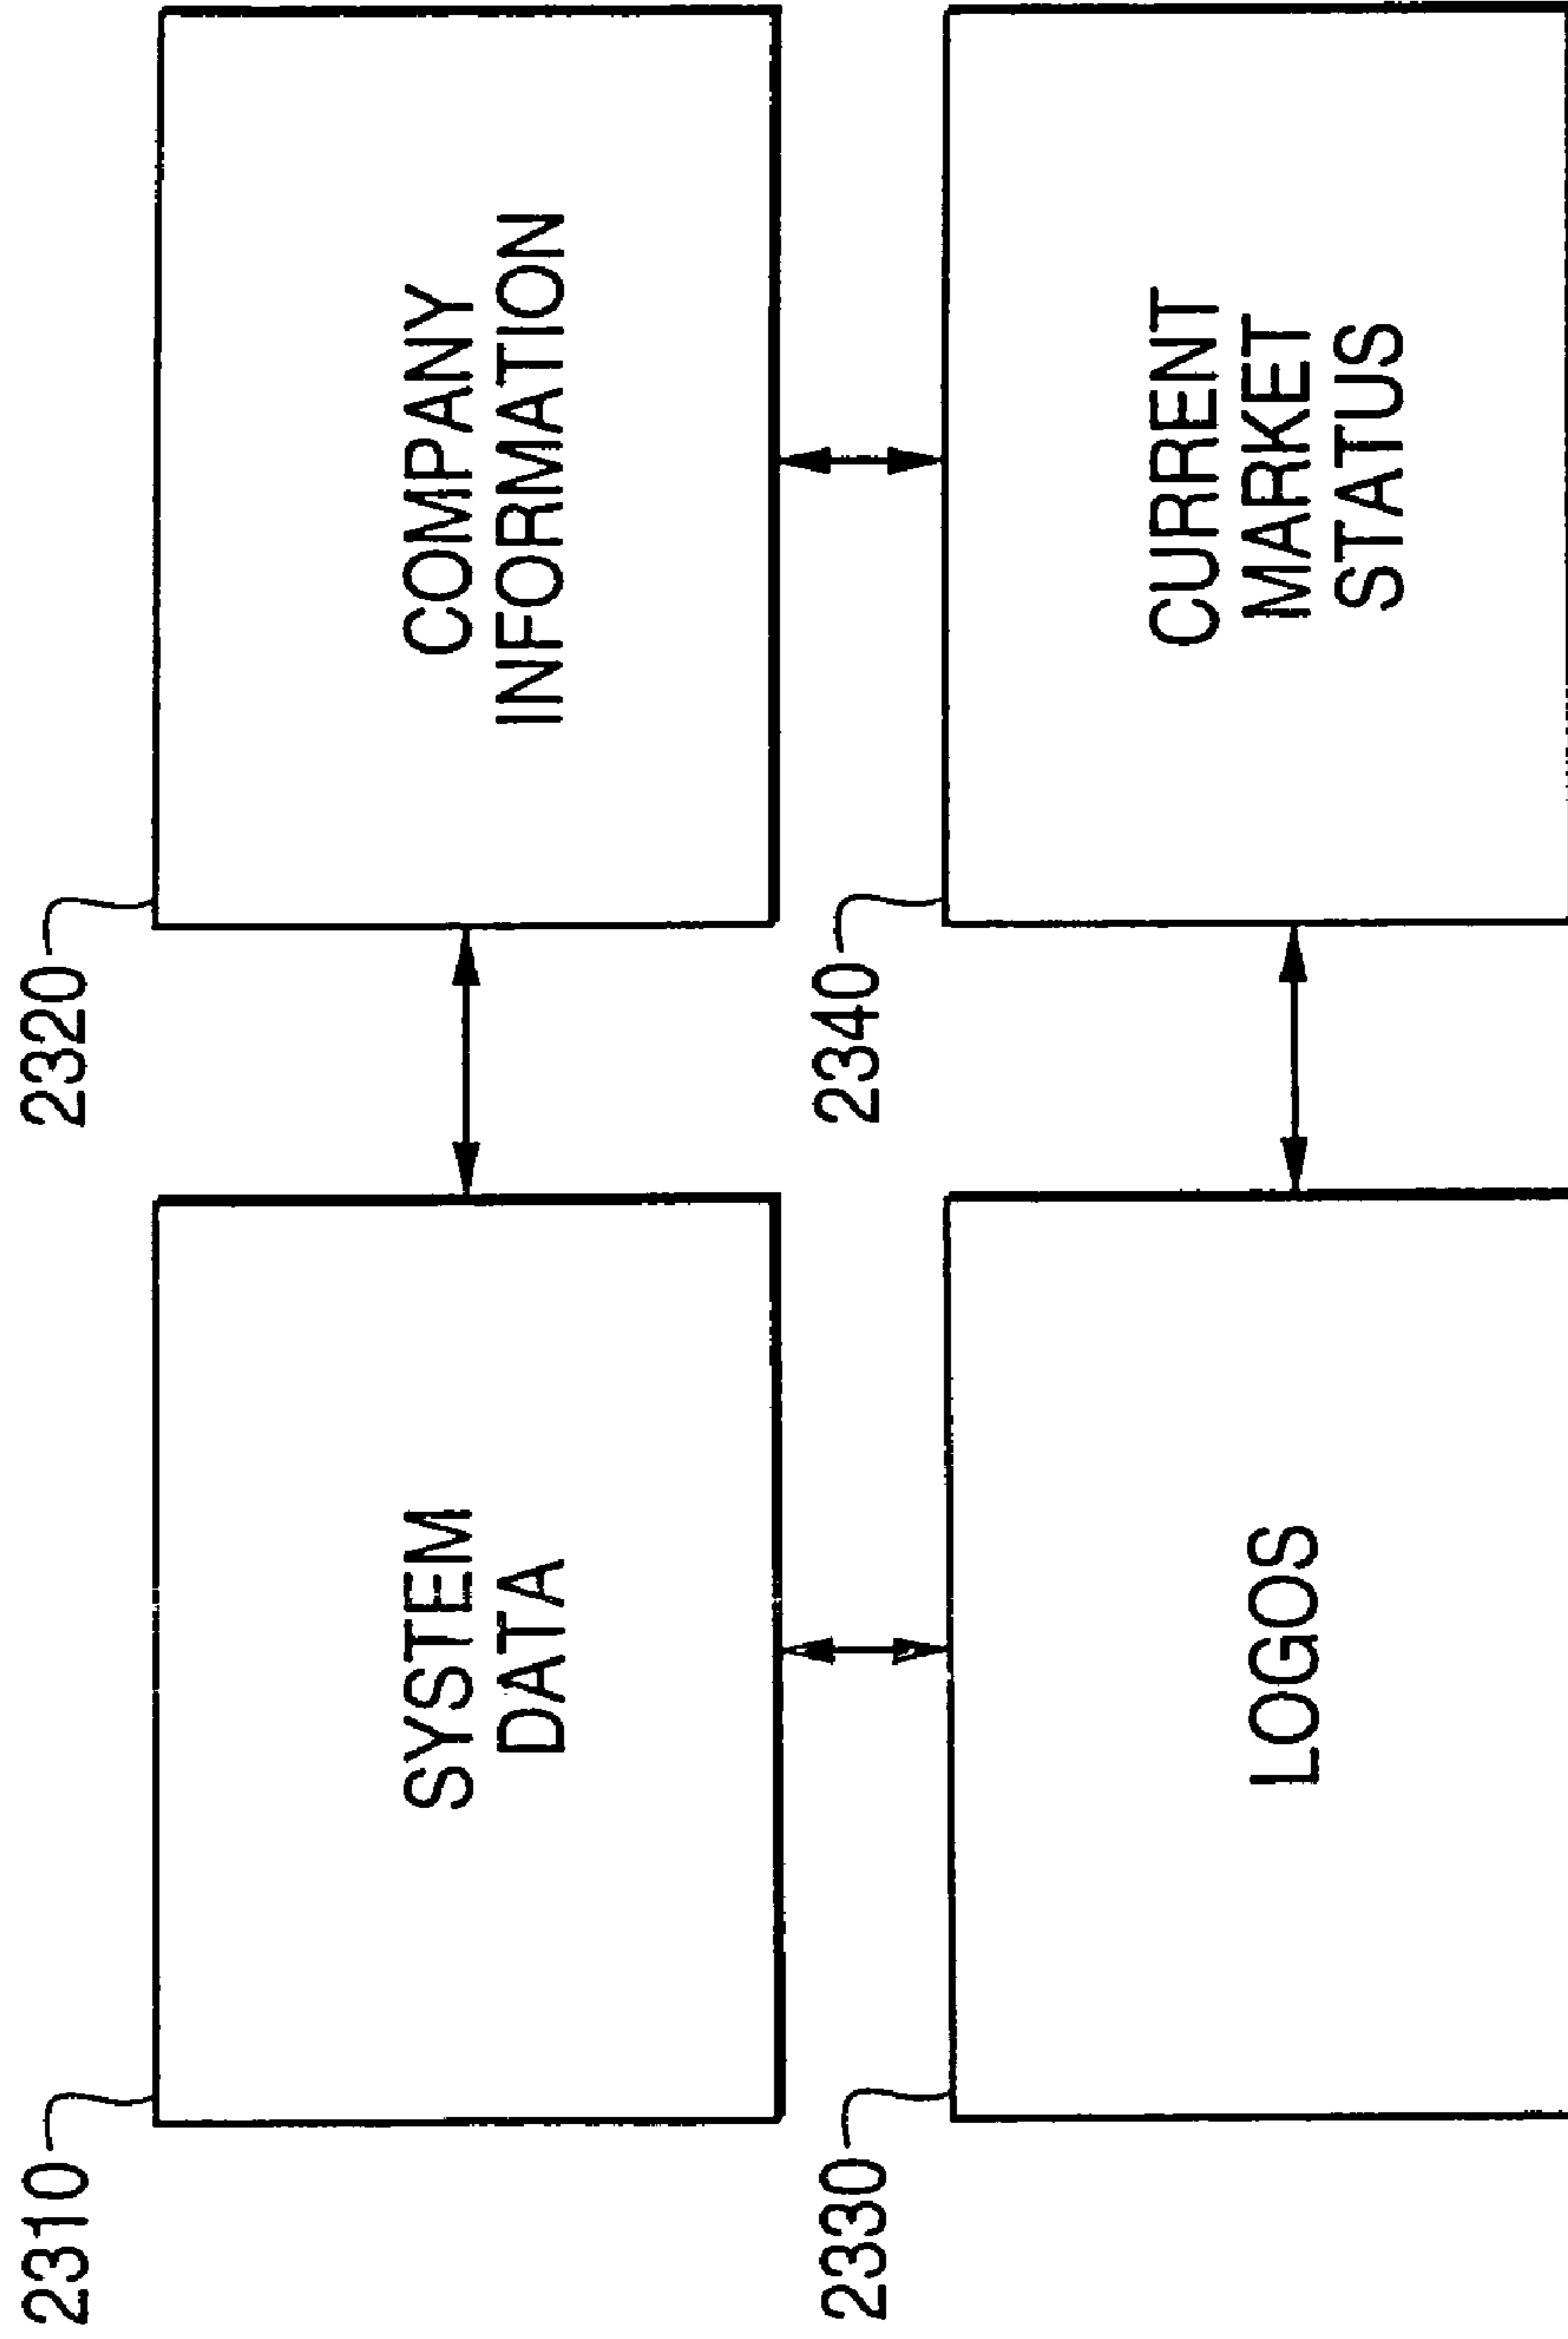 2310
SYSTEM
DATA
2320
COMPANY
INFORMATION
2330
LOGOS
2340
CURRENT
MARKET
STATUS